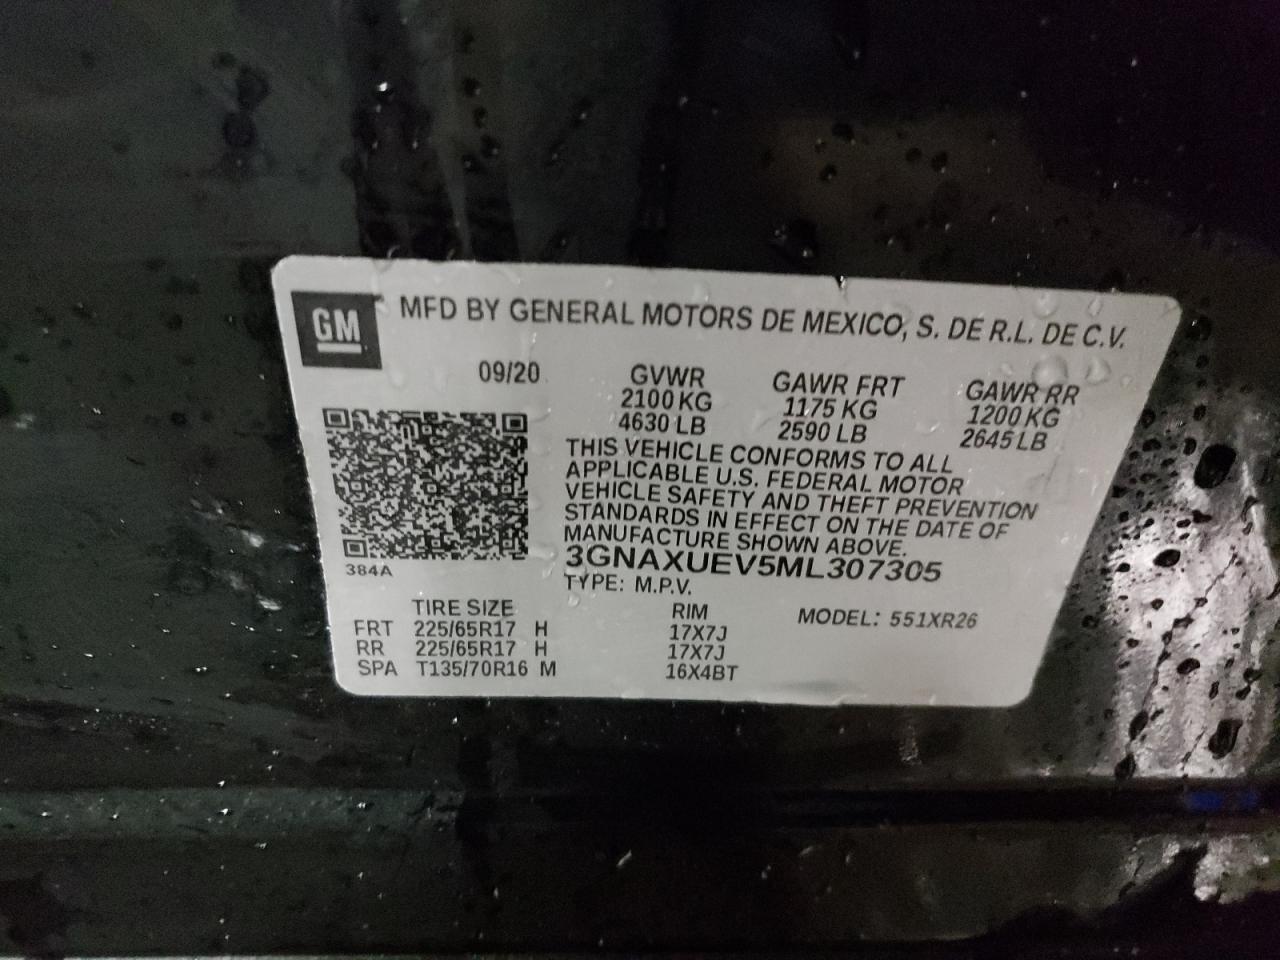 GM MFD BY GENERAL MOTORS DE MEXICO, S. DE R.L. DE C.V.
09/20 GVWR GAWR FRT GAWR RR
2100 KG 1175 KG 1200 KG
4630 LB 2590 LB 2645 LB
THIS VEHICLE CONFORMS TO ALL
APPLICABLE U.S. FEDERAL MOTOR
VEHICLE SAFETY AND THEFT PREVENTION
STANDARDS IN EFFECT ON THE DATE OF
MANUFACTURE SHOWN ABOVE.
3GNAXUEV5ML307305
384A
TYPE: M.P.V.
TIRE SIZE RIM MODEL: 551XR26
FRT 225/65R17 H 17X7J
RR 225/65R17 H 17X7J
SPA T135/70R16 M 16X4BT